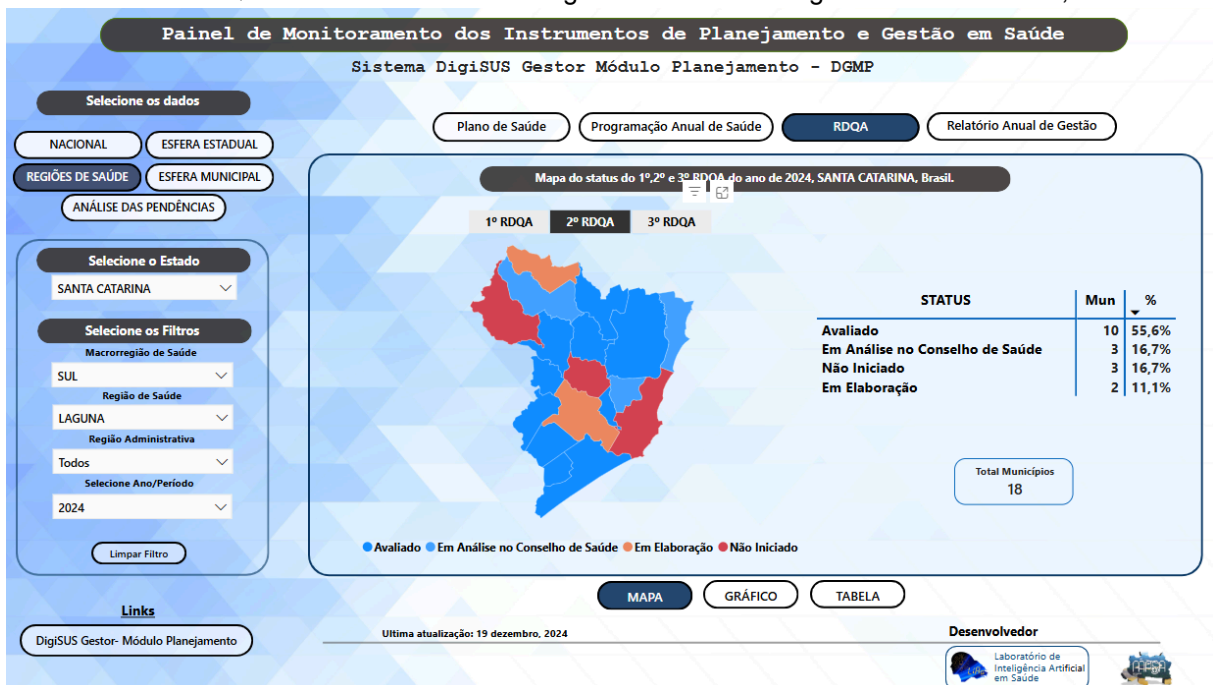 Painel de Monitoramento dos Instrumentos de Planejamento e Gestão em Saúde
Sistema DigiSUS Gestor Módulo Planejamento - DGMP
Selecione os dados
NACIONAL
ESFERA ESTADUAL
REGIÕES DE SAÚDE
ESFERA MUNICIPAL
ANÁLISE DAS PENDÊNCIAS
Plano de Saúde
Programação Anual de Saúde
RDQA
Relatório Anual de Gestão
Selecione o Estado
SANTA CATARINA
Selecione os Filtros
Macrorregião de Saúde
SUL
Região de Saúde
LAGUNA
Região Administrativa
Todos
Selecione Ano/Período
2024
Limpar Filtro
Links
DigiSUS Gestor- Módulo Planejamento
Mapa do status do 1º,2º e 3º RDQA do ano de 2024, SANTA CATARINA, Brasil.
1º RDQA 2º RDQA 3º RDQA
STATUS Mun %
Avaliado 10 55,6%
Em Análise no Conselho de Saúde 3 16,7%
Não Iniciado 3 16,7%
Em Elaboração 2 11,1%
Total Municípios
18
Avaliado Em Análise no Conselho de Saúde Em Elaboração Não Iniciado
MAPA
GRÁFICO
TABELA
Ultima atualização: 19 dezembro, 2024
Desenvolvedor
Laboratório de
Inteligência Artificial
em Saúde